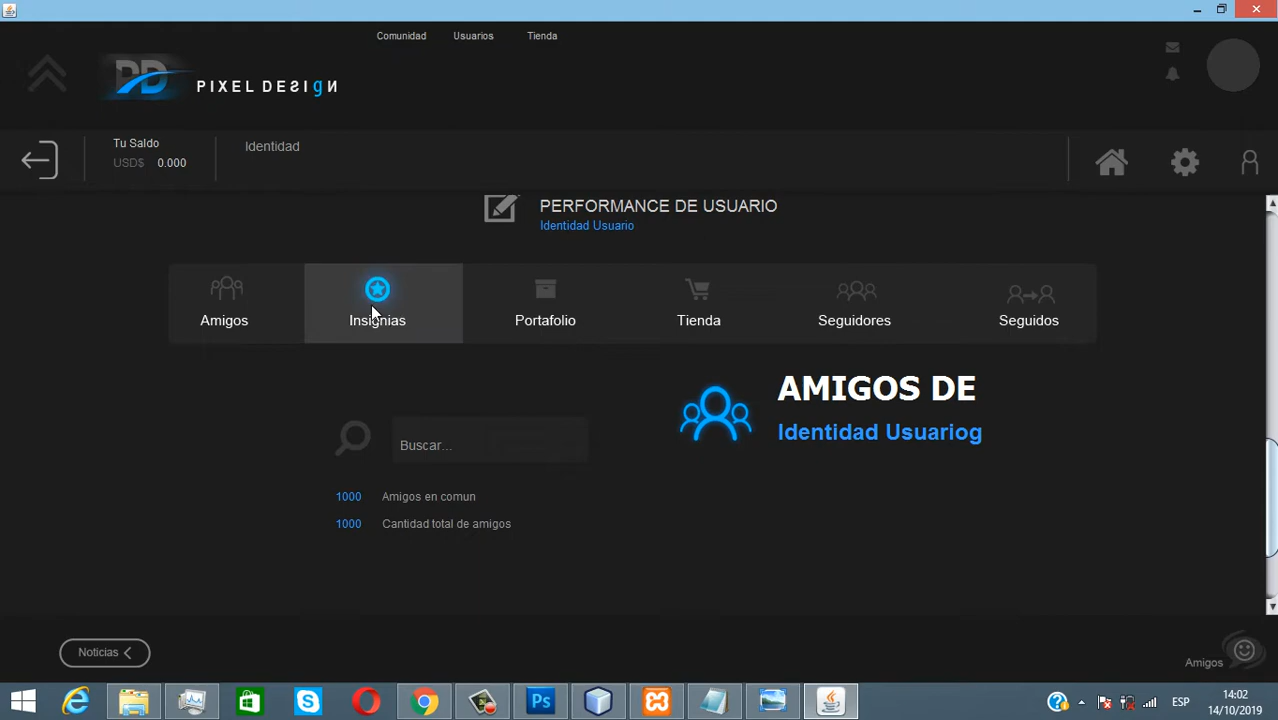 Comunidad Usuarios Tienda
PD PIXEL DESIgN
Tu Saldo
USD$ 0.000
Identidad
PERFORMANCE DE USUARIO
Identidad Usuario
Amigos Insignias Portafolio Tienda Seguidores Seguidos
AMIGOS DE
Identidad Usuariog
Buscar...
1000 Amigos en comun
1000 Cantidad total de amigos
Noticias
Amigos
Ps
ESP
14:02
14/10/2019